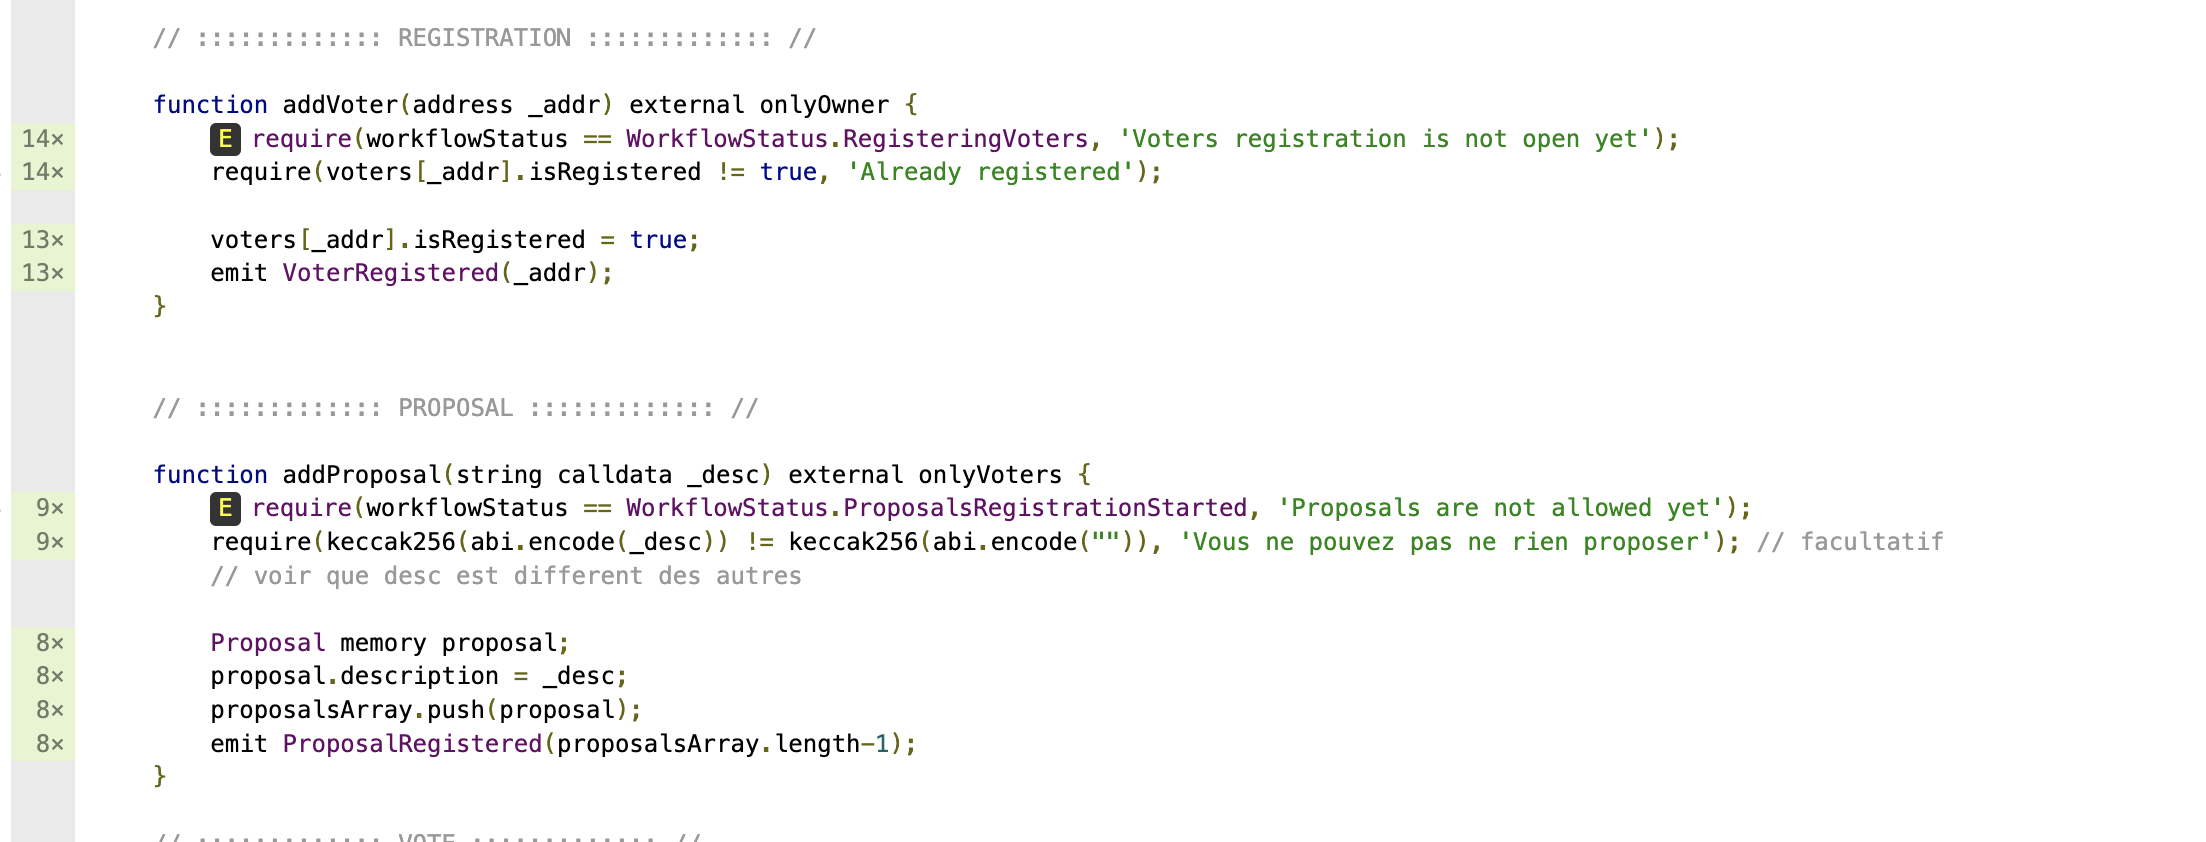 // ::::::::::::: REGISTRATION ::::::::::::: //
function addVoter(address _addr) external onlyOwner {
14× E require(workflowStatus == WorkflowStatus.RegisteringVoters, 'Voters registration is not open yet');
14× require(voters[_addr].isRegistered != true, 'Already registered');
13× voters[_addr].isRegistered = true;
13× emit VoterRegistered(_addr);
}
// ::::::::::::: PROPOSAL ::::::::::::: //
function addProposal(string calldata _desc) external onlyVoters {
9× E require(workflowStatus == WorkflowStatus.ProposalsRegistrationStarted, 'Proposals are not allowed yet');
9× require(keccak256(abi.encode(_desc)) != keccak256(abi.encode("")), 'Vous ne pouvez pas ne rien proposer'); // facultatif
// voir que desc est different des autres
8× Proposal memory proposal;
8× proposal.description = _desc;
8× proposalsArray.push(proposal);
8× emit ProposalRegistered(proposalsArray.length-1);
}
// ::::::::::::: VOTE ::::::::::::: //